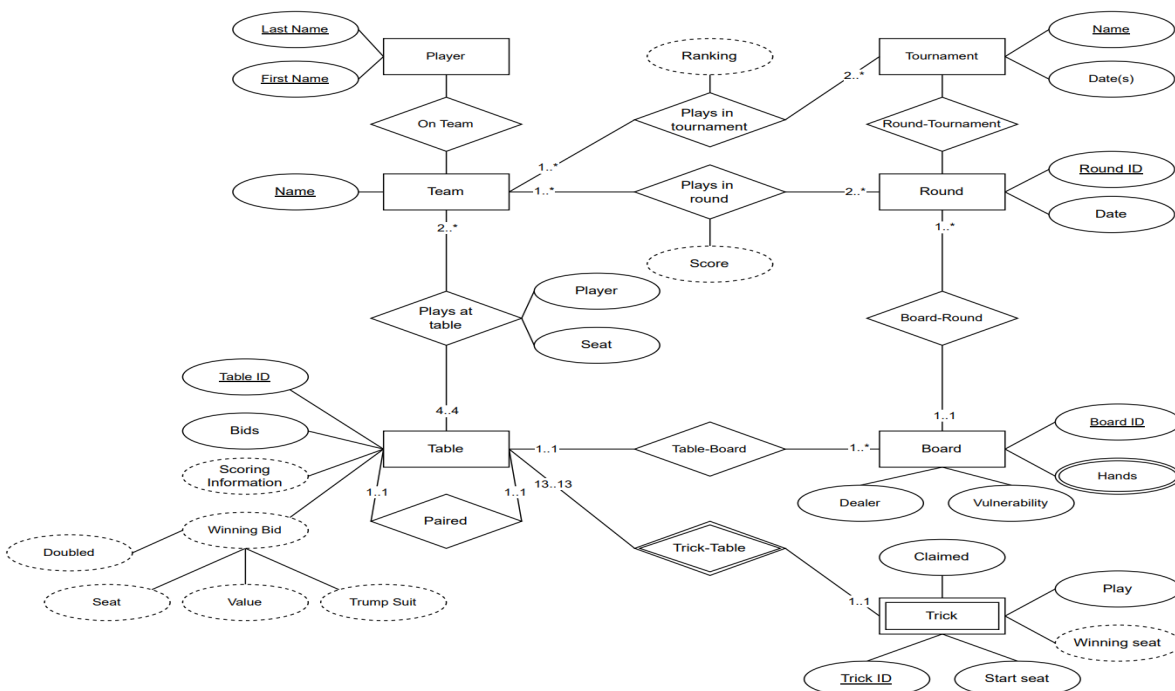 Last Name
Player
Tournament
Name
Ranking
First Name
Date(s)
2..*
On Team
Plays in
tournament
Round-Tournament
1..*
Round ID
Name
Team
1..*
Plays in
round
2..*
Round
Date
2..*
1..*
Score
Player
Plays at
table
Board-Round
Seat
Table ID
4..4
1..1
Board ID
Bids
Table
1..1
Table-Board
1..*
Board
Scoring
Information
Hands
13..13
1..1
1..1
Dealer
Vulnerability
Paired
Winning Bid
Doubled
Trick-Table
Claimed
Play
Seat
Value
Trump Suit
1..1
Trick
Winning seat
Trick ID
Start seat